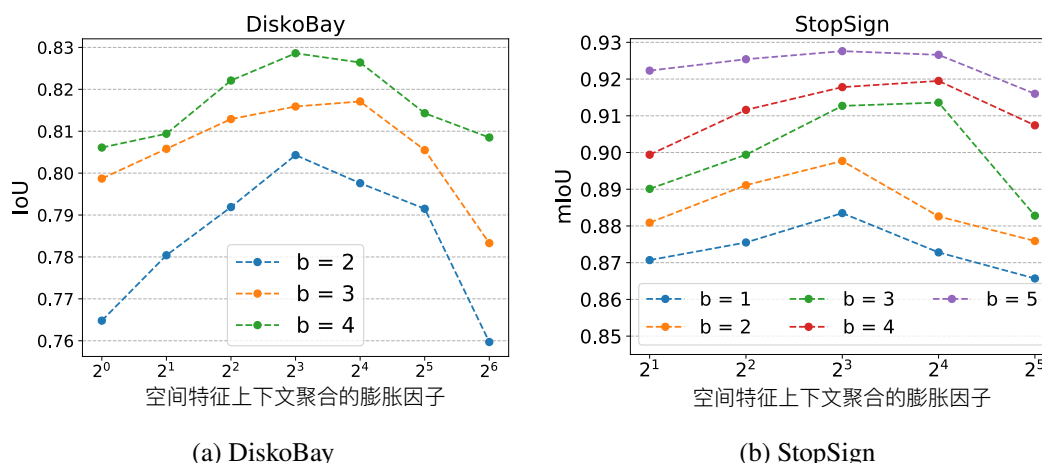 DiskoBay
0.83
0.82
0.81
0.80
0.79
0.78
0.77
0.76
IoU
b = 2
b = 3
b = 4
2⁰ 2¹ 2² 2³ 2⁴ 2⁵ 2⁶
空间特征上下文聚合的膨胀因子
(a) DiskoBay
StopSign
0.93
0.92
0.91
0.90
0.89
0.88
0.87
0.86
0.85
mIoU
b = 1 b = 3 b = 5
b = 2 b = 4
2¹ 2² 2³ 2⁴ 2⁵
空间特征上下文聚合的膨胀因子
(b) StopSign